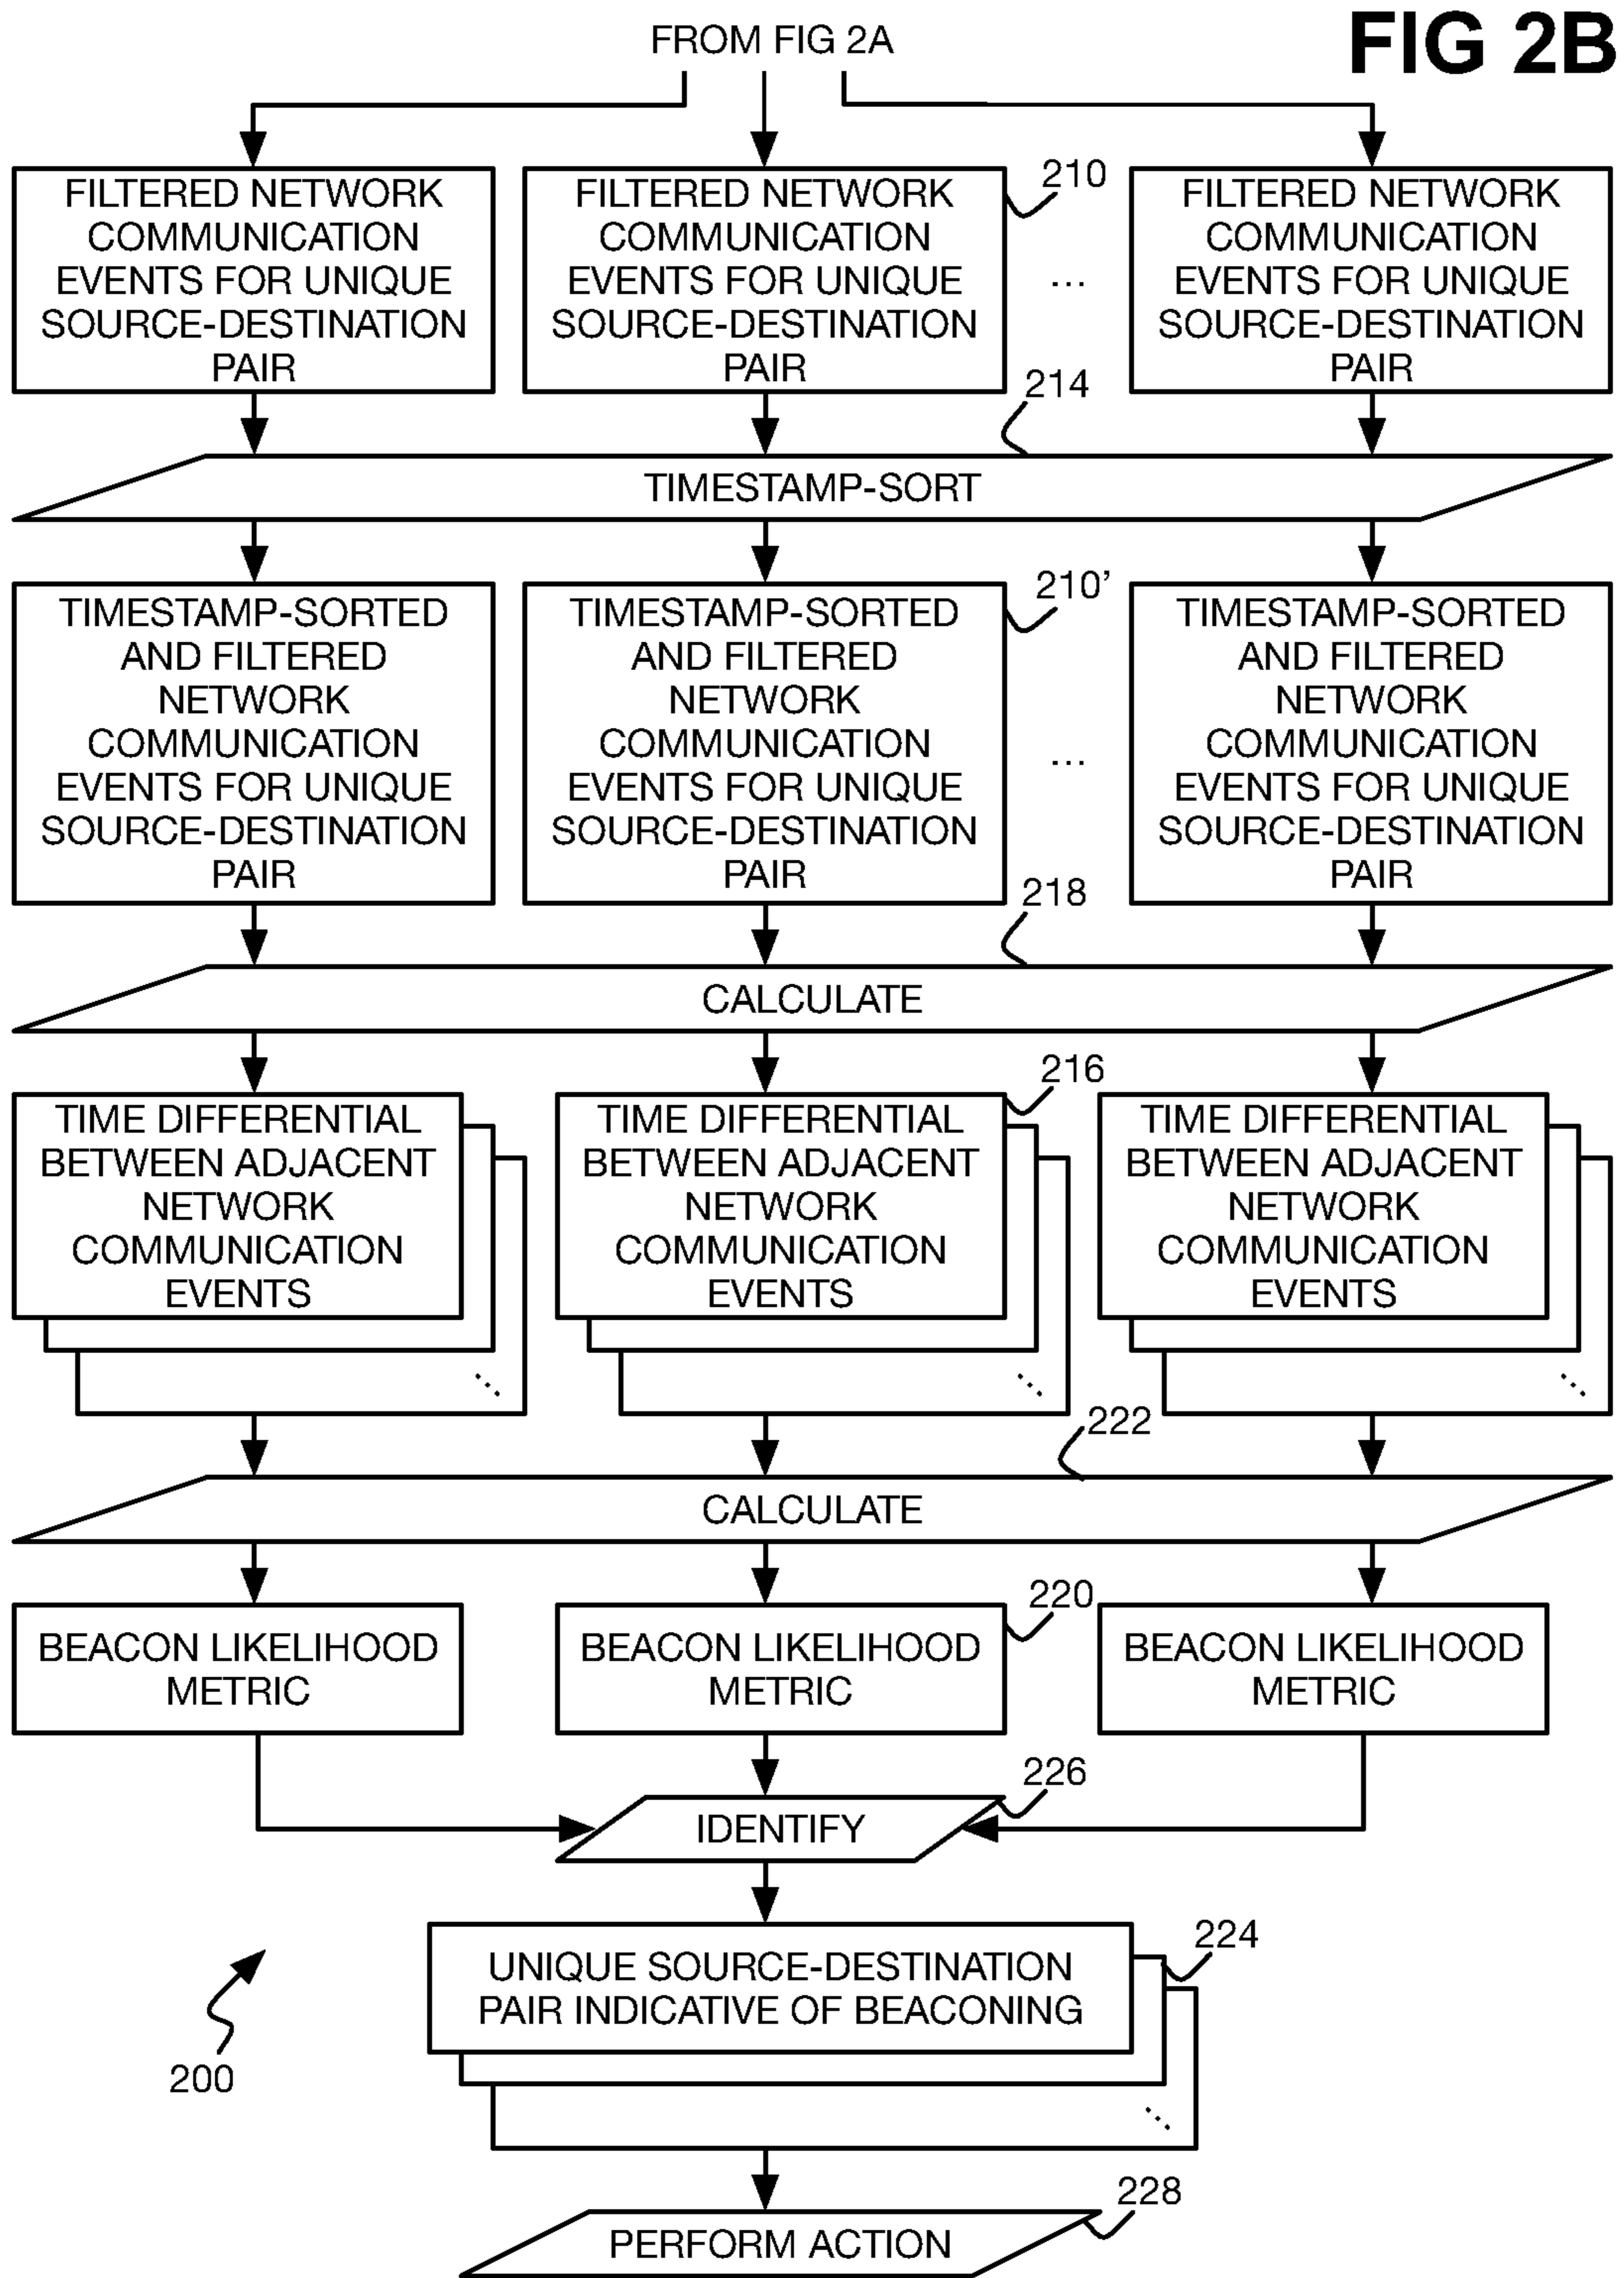 FROM FIG 2A
FIG 2B
FILTERED NETWORK
COMMUNICATION
EVENTS FOR UNIQUE
SOURCE-DESTINATION
PAIR
FILTERED NETWORK
COMMUNICATION
EVENTS FOR UNIQUE
SOURCE-DESTINATION
PAIR
210
...
FILTERED NETWORK
COMMUNICATION
EVENTS FOR UNIQUE
SOURCE-DESTINATION
PAIR
214
TIMESTAMP-SORT
TIMESTAMP-SORTED
AND FILTERED
NETWORK
COMMUNICATION
EVENTS FOR UNIQUE
SOURCE-DESTINATION
PAIR
TIMESTAMP-SORTED
AND FILTERED
NETWORK
COMMUNICATION
EVENTS FOR UNIQUE
SOURCE-DESTINATION
PAIR
210’
...
TIMESTAMP-SORTED
AND FILTERED
NETWORK
COMMUNICATION
EVENTS FOR UNIQUE
SOURCE-DESTINATION
PAIR
218
CALCULATE
TIME DIFFERENTIAL
BETWEEN ADJACENT
NETWORK
COMMUNICATION
EVENTS
TIME DIFFERENTIAL
BETWEEN ADJACENT
NETWORK
COMMUNICATION
EVENTS
216
TIME DIFFERENTIAL
BETWEEN ADJACENT
NETWORK
COMMUNICATION
EVENTS
222
CALCULATE
BEACON LIKELIHOOD
METRIC
BEACON LIKELIHOOD
METRIC
220
BEACON LIKELIHOOD
METRIC
226
IDENTIFY
UNIQUE SOURCE-DESTINATION
PAIR INDICATIVE OF BEACONING
224
200
228
PERFORM ACTION